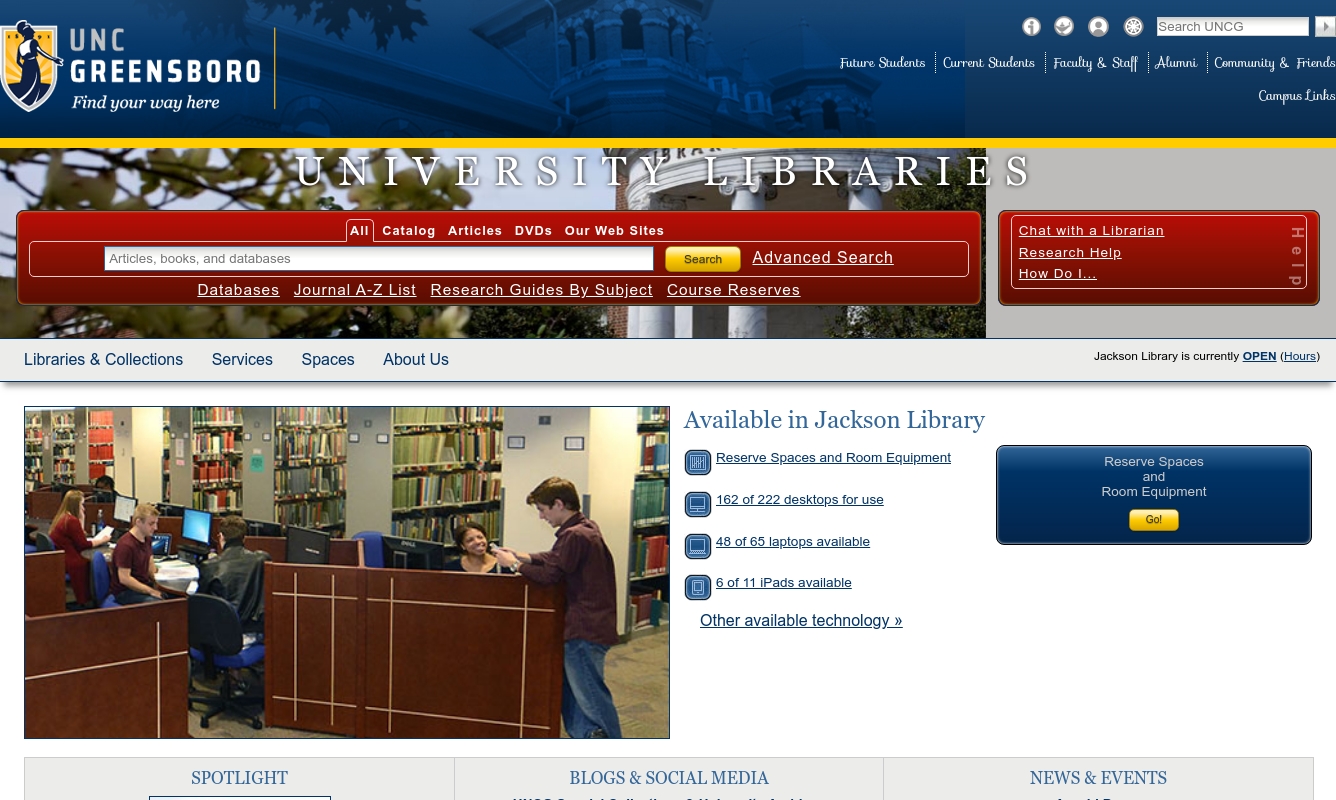 UNC
GREENSBORO
Find your way here
Search UNCG
Future Students
Current Students
Faculty & Staff
Alumni
Community & Friends
Campus Links
UNIVERSITY LIBRARIES
All Catalog Articles DVDs Our Web Sites
Articles, books, and databases
Search
Advanced Search
Databases Journal A-Z List Research Guides By Subject Course Reserves
Chat with a Librarian
Research Help
How Do I...
Help
Libraries & Collections Services Spaces About Us
Jackson Library is currently OPEN (Hours)
Available in Jackson Library
Reserve Spaces and Room Equipment
162 of 222 desktops for use
48 of 65 laptops available
6 of 11 iPads available
Other available technology »
Reserve Spaces
and
Room Equipment
Go!
SPOTLIGHT
BLOGS & SOCIAL MEDIA
NEWS & EVENTS